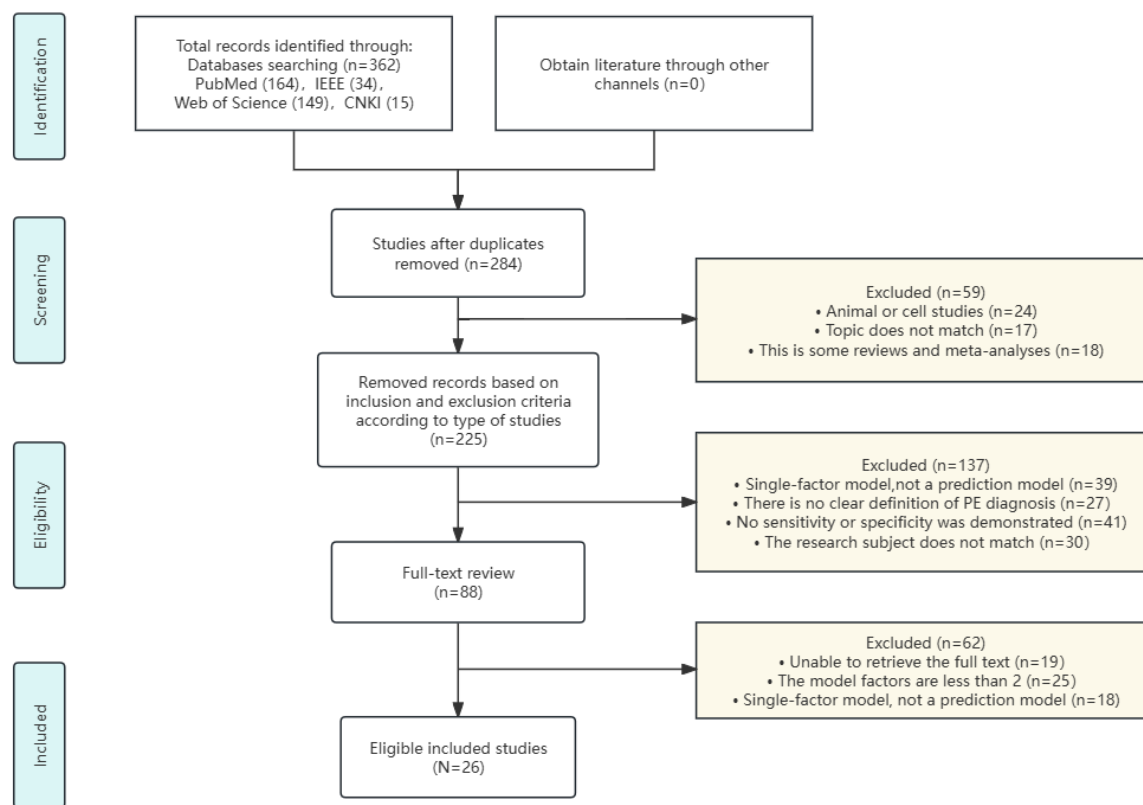 Identification
Total records identified through:
Databases searching (n=362)
PubMed (164),  IEEE (34),
Web of Science (149),  CNKI (15)
Obtain literature through other
channels (n=0)
Screening
Studies after duplicates
removed (n=284)
Excluded (n=59)
• Animal or cell studies (n=24)
• Topic does not match (n=17)
• This is some reviews and meta-analyses (n=18)
Removed records based on
inclusion and exclusion criteria
according to type of studies
(n=225)
Eligibility
Excluded (n=137)
• Single-factor model,not a prediction model (n=39)
• There is no clear definition of PE diagnosis (n=27)
• No sensitivity or specificity was demonstrated (n=41)
• The research subject does not match (n=30)
Full-text review
(n=88)
Excluded (n=62)
• Unable to retrieve the full text (n=19)
• The model factors are less than 2 (n=25)
• Single-factor model, not a prediction model (n=18)
Included
Eligible included studies
(N=26)